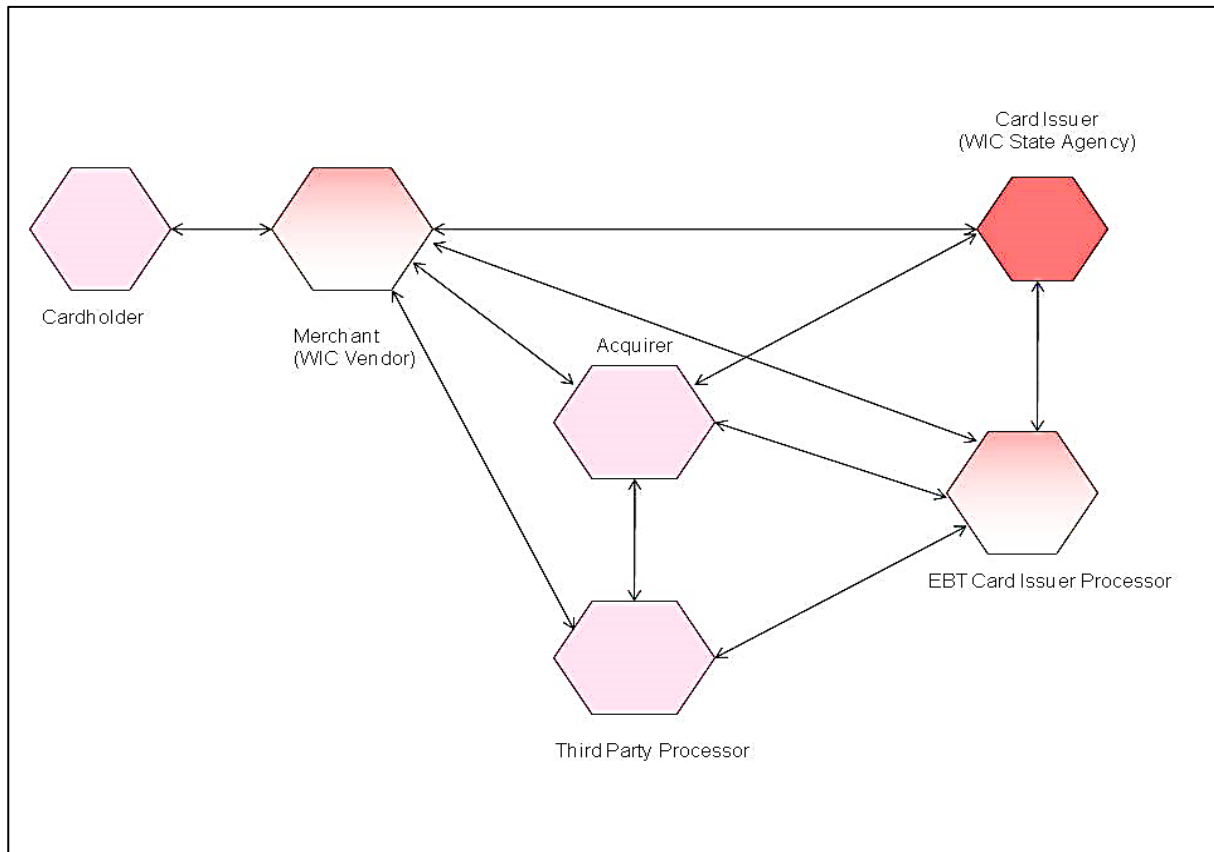 Card Issuer
(WIC State Agency)
Cardholder
Merchant
(WIC Vendor)
Acquirer
EBT Card Issuer Processor
Third Party Processor